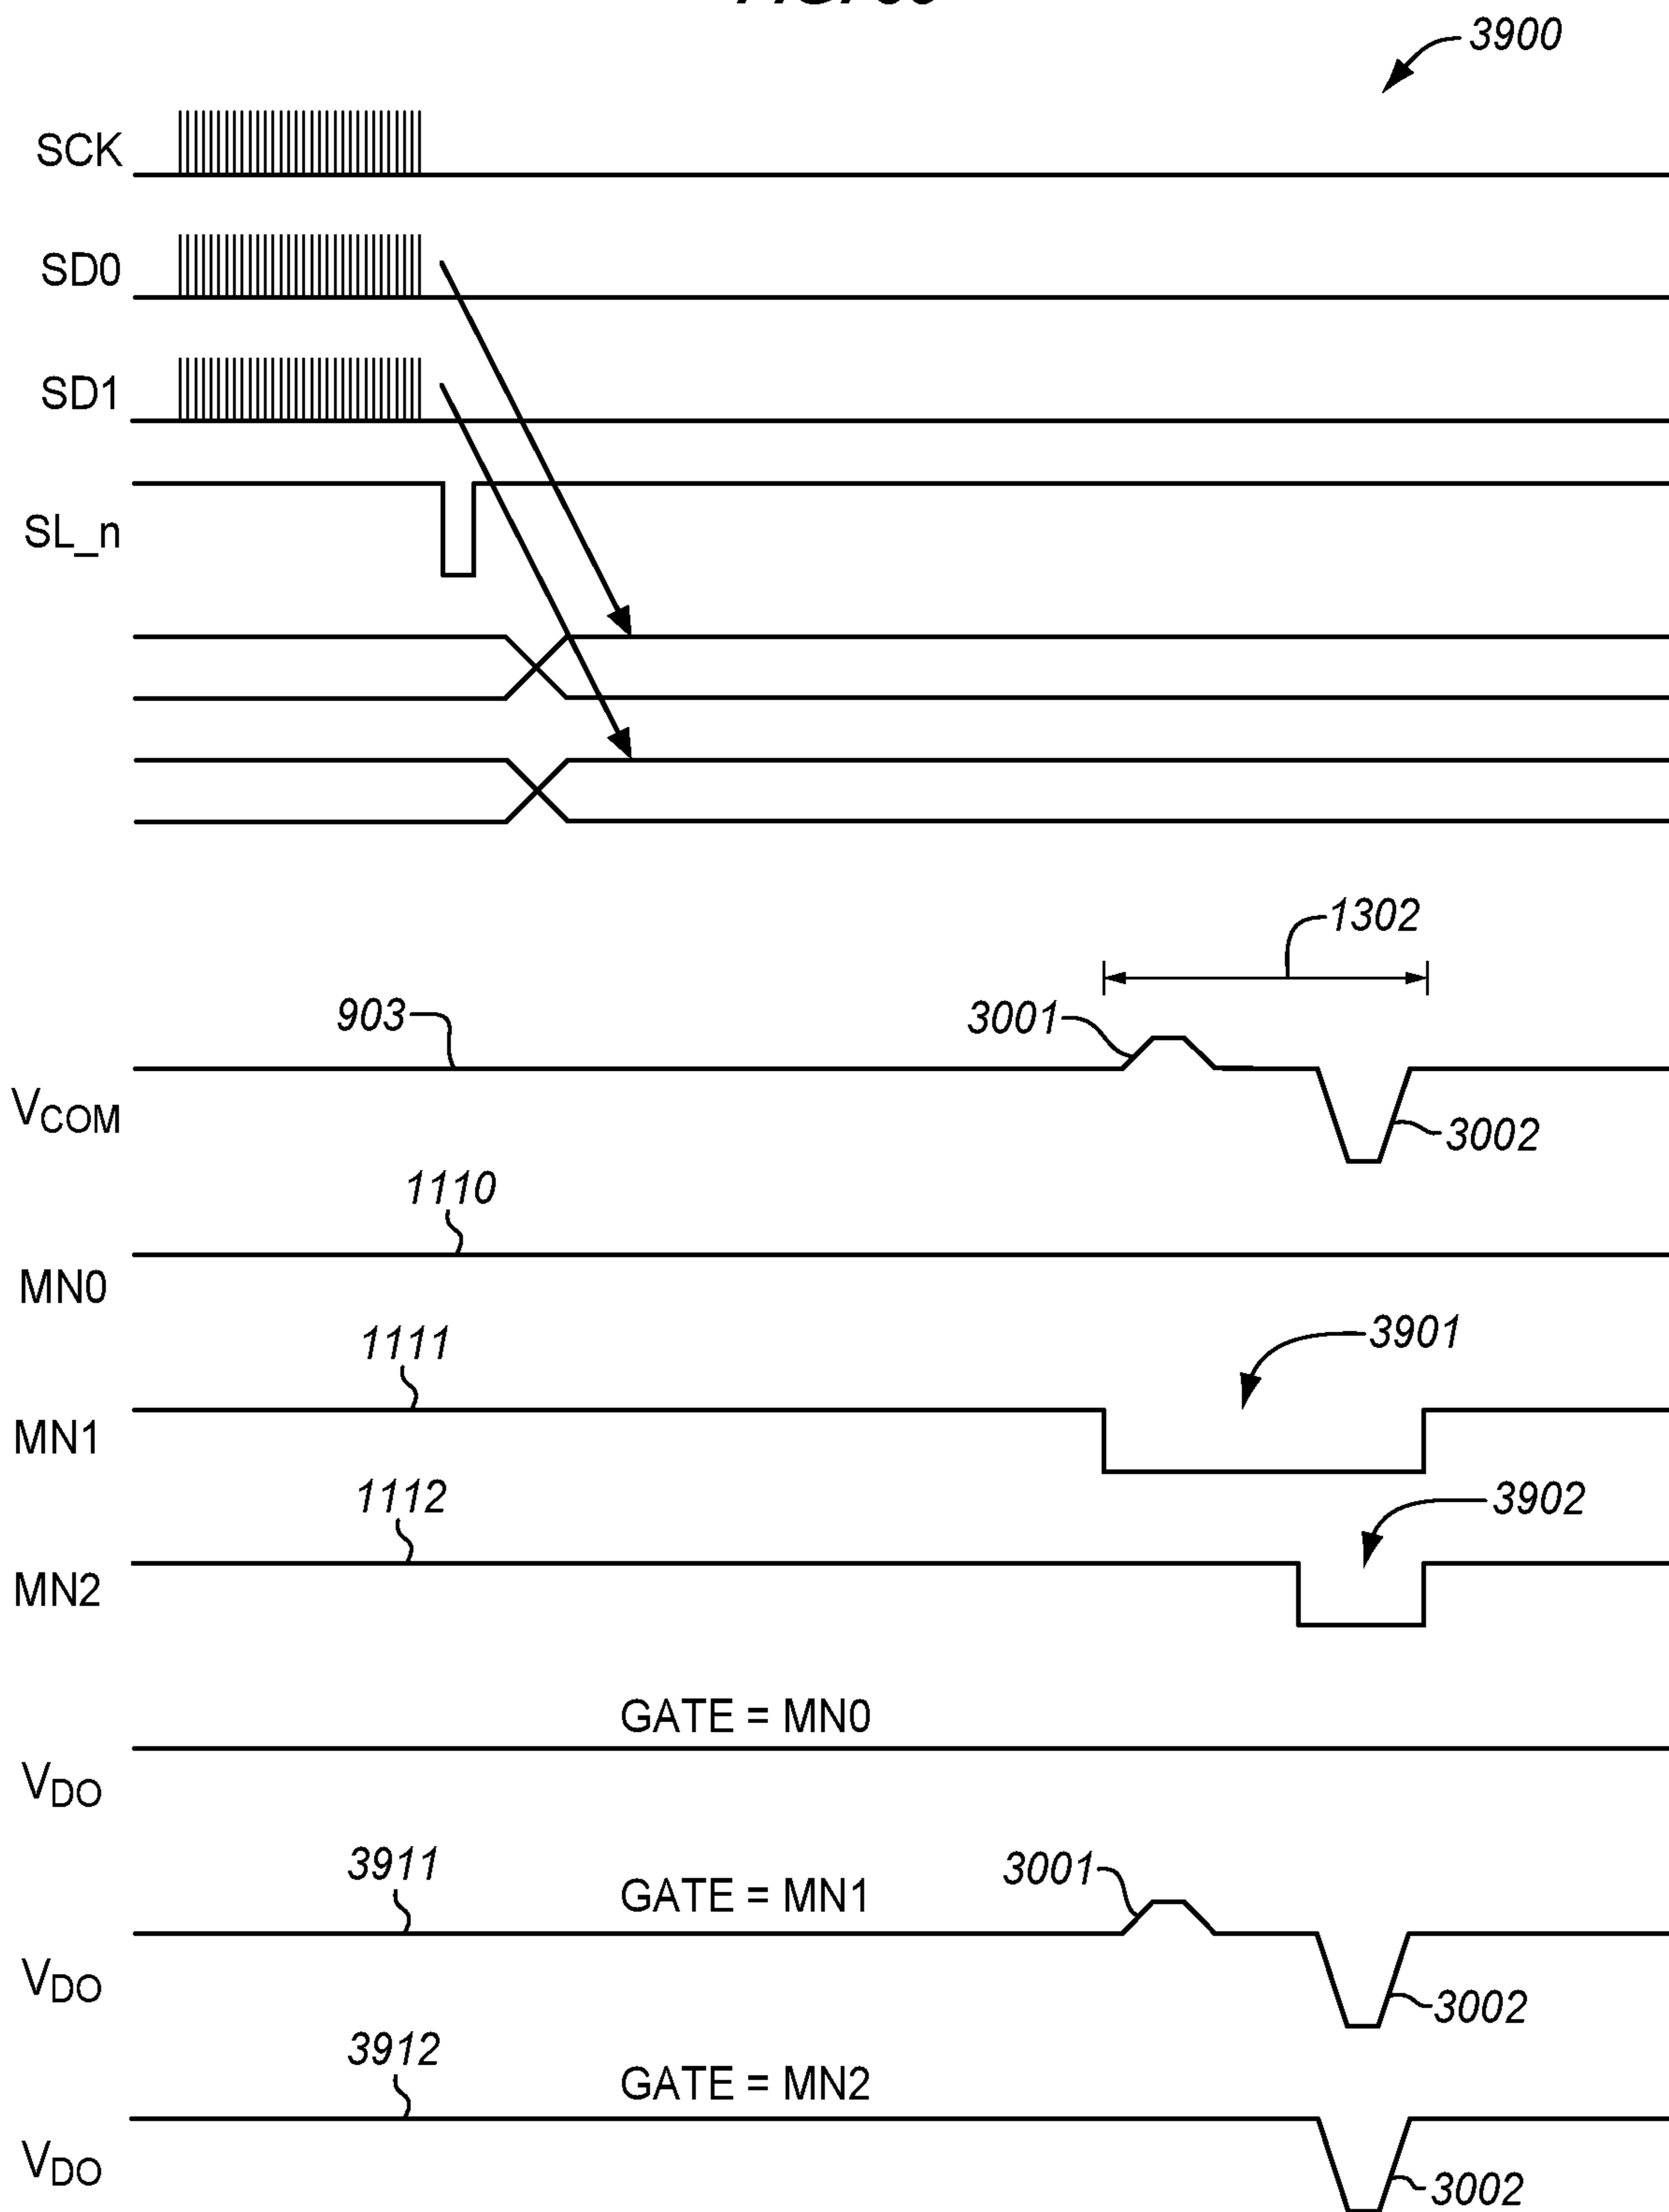 3900
SCK
SD0
SD1
SL_n
1302
903
3001
VCOM
3002
1110
MN0
1111
3901
MN1
1112
3902
MN2
GATE = MN0
VDO
3911
GATE = MN1
3001
VDO
3002
3912
GATE = MN2
VDO
3002